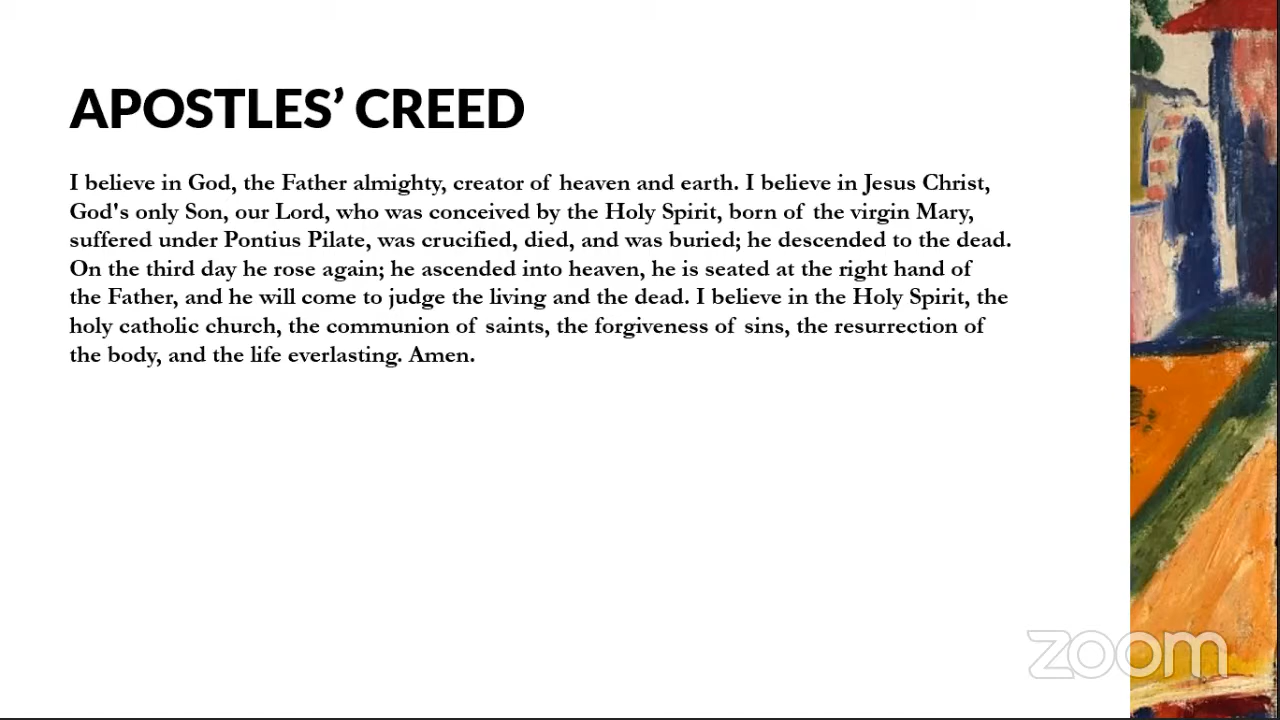 APOSTLES’ CREED
I believe in God, the Father almighty, creator of heaven and earth. I believe in Jesus Christ,
God's only Son, our Lord, who was conceived by the Holy Spirit, born of the virgin Mary,
suffered under Pontius Pilate, was crucified, died, and was buried; he descended to the dead.
On the third day he rose again; he ascended into heaven, he is seated at the right hand of
the Father, and he will come to judge the living and the dead. I believe in the Holy Spirit, the
holy catholic church, the communion of saints, the forgiveness of sins, the resurrection of
the body, and the life everlasting. Amen.
zoom